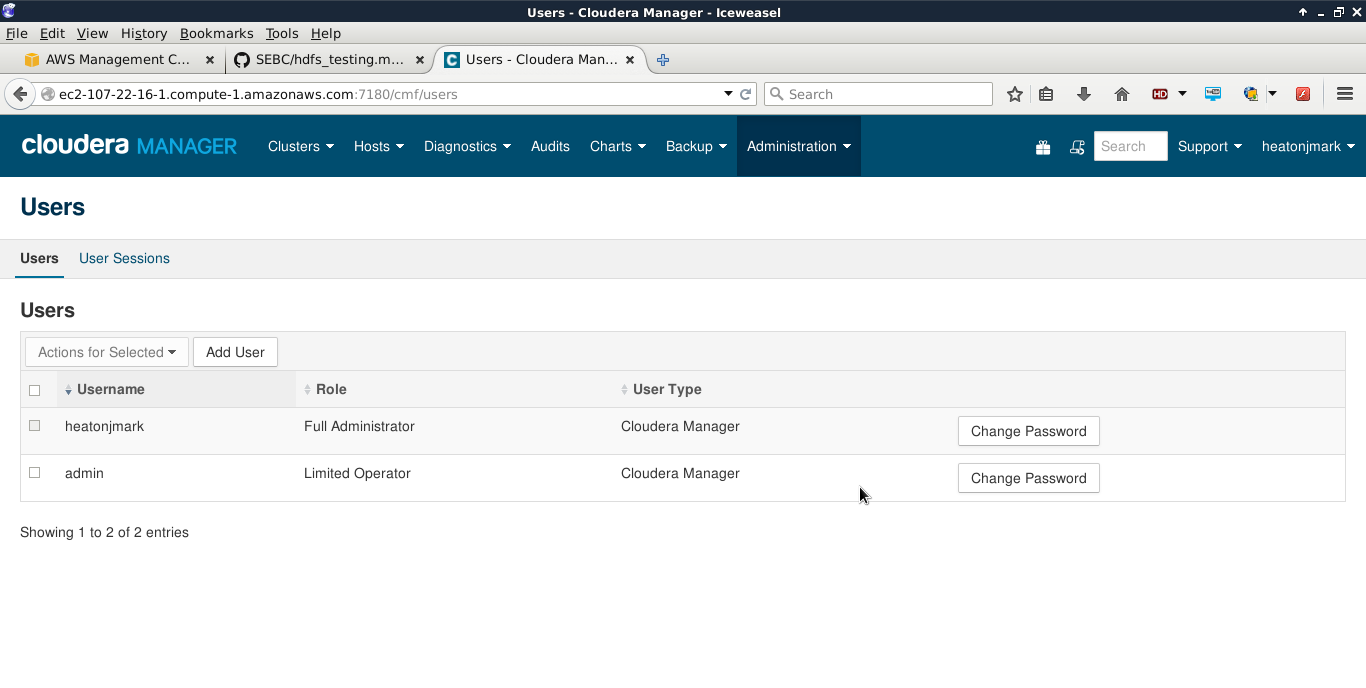 Users - Cloudera Manager - Iceweasel
File Edit View History Bookmarks Tools Help
AWS Management C... SEBC/hdfs_testing.m... Users - Cloudera Man...
ec2-107-22-16-1.compute-1.amazonaws.com:7180/cmf/users Search HD
cloudera MANAGER Clusters Hosts Diagnostics Audits Charts Backup Administration Search Support heatonjmark
Users
Users User Sessions
Users
Actions for Selected Add User
Username Role User Type
heatonjmark Full Administrator Cloudera Manager Change Password
admin Limited Operator Cloudera Manager Change Password
Showing 1 to 2 of 2 entries